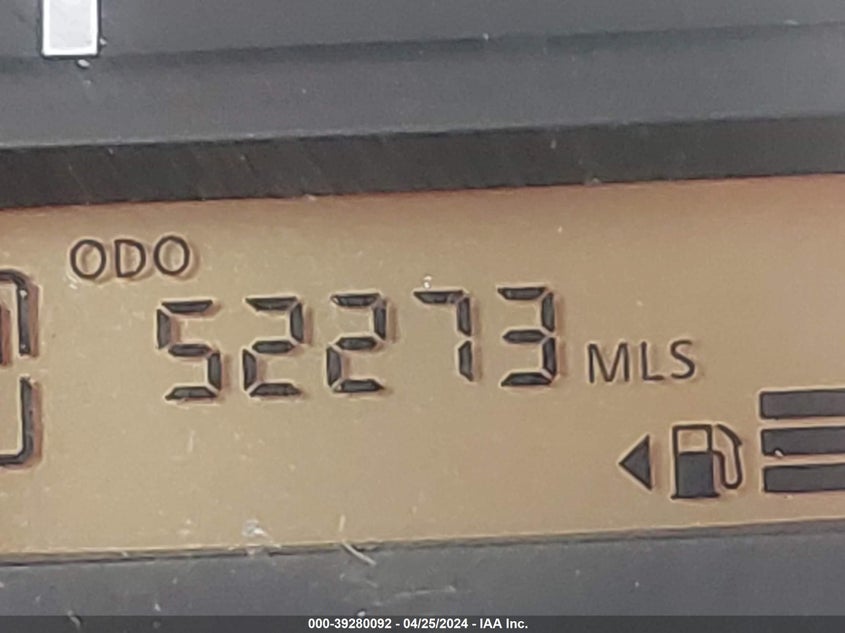 ODO
52273 MLS
000-39280092 - 04/25/2024 - IAA Inc.